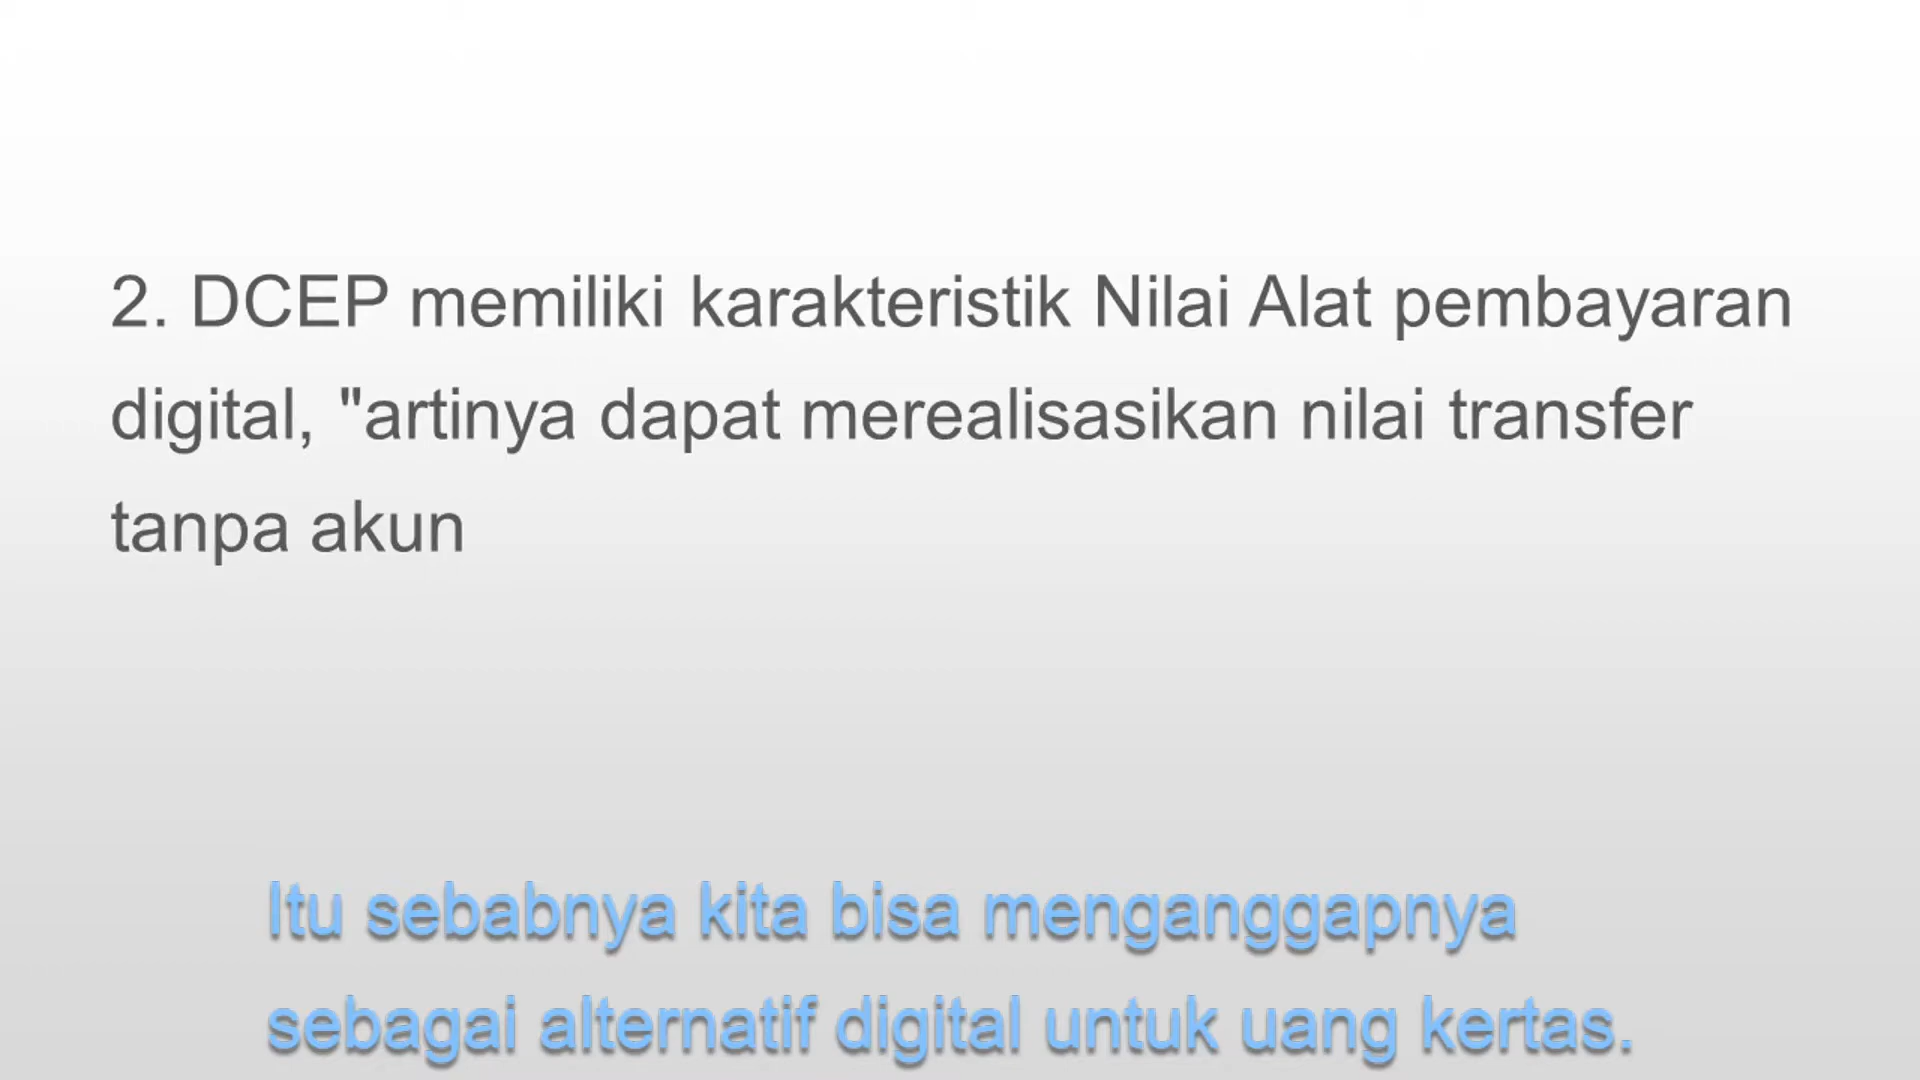 2. DCEP memiliki karakteristik Nilai Alat pembayaran
digital, "artinya dapat merealisasikan nilai transfer
tanpa akun
Itu sebabnya kita bisa menganggapnya
sebagai alternatif digital untuk uang kertas.